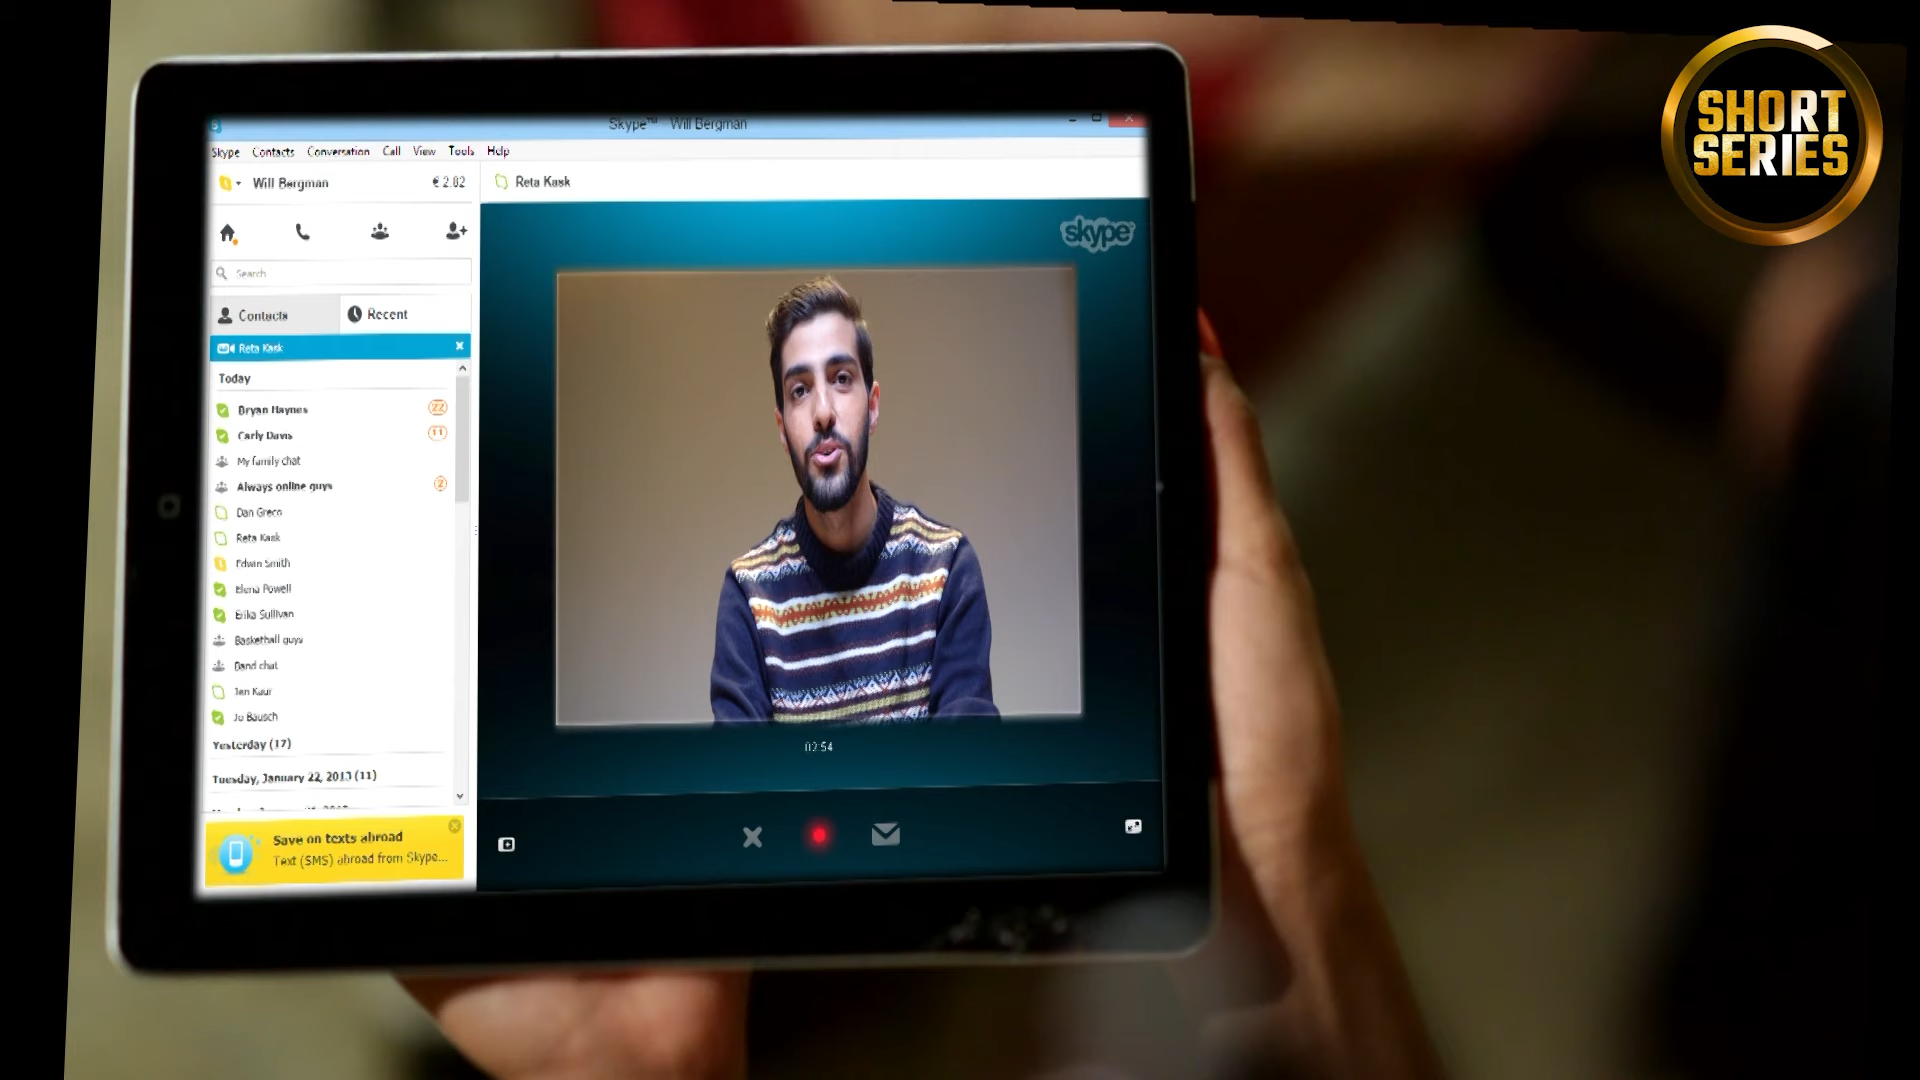 SHORT
SERIES
Skype™ - Will Bergman
Skype Contacts Conversation Call View Tools Help
Will Bergman € 2.02
Reta Kask
skype
Search
Contacts Recent
Reta Kask
Today
Bryan Haynes 22
Carly Davis 11
My family chat
Always online guys 2
Dan Greco
Reta Kask
Edwin Smith
Elena Powell
Erika Sullivan
Basketball guys
Band chat
Jen Kaur
Jo Bausch
Yesterday (17)
Tuesday, January 22, 2013 (11)
02:54
Save on texts abroad
Text (SMS) abroad from Skype...